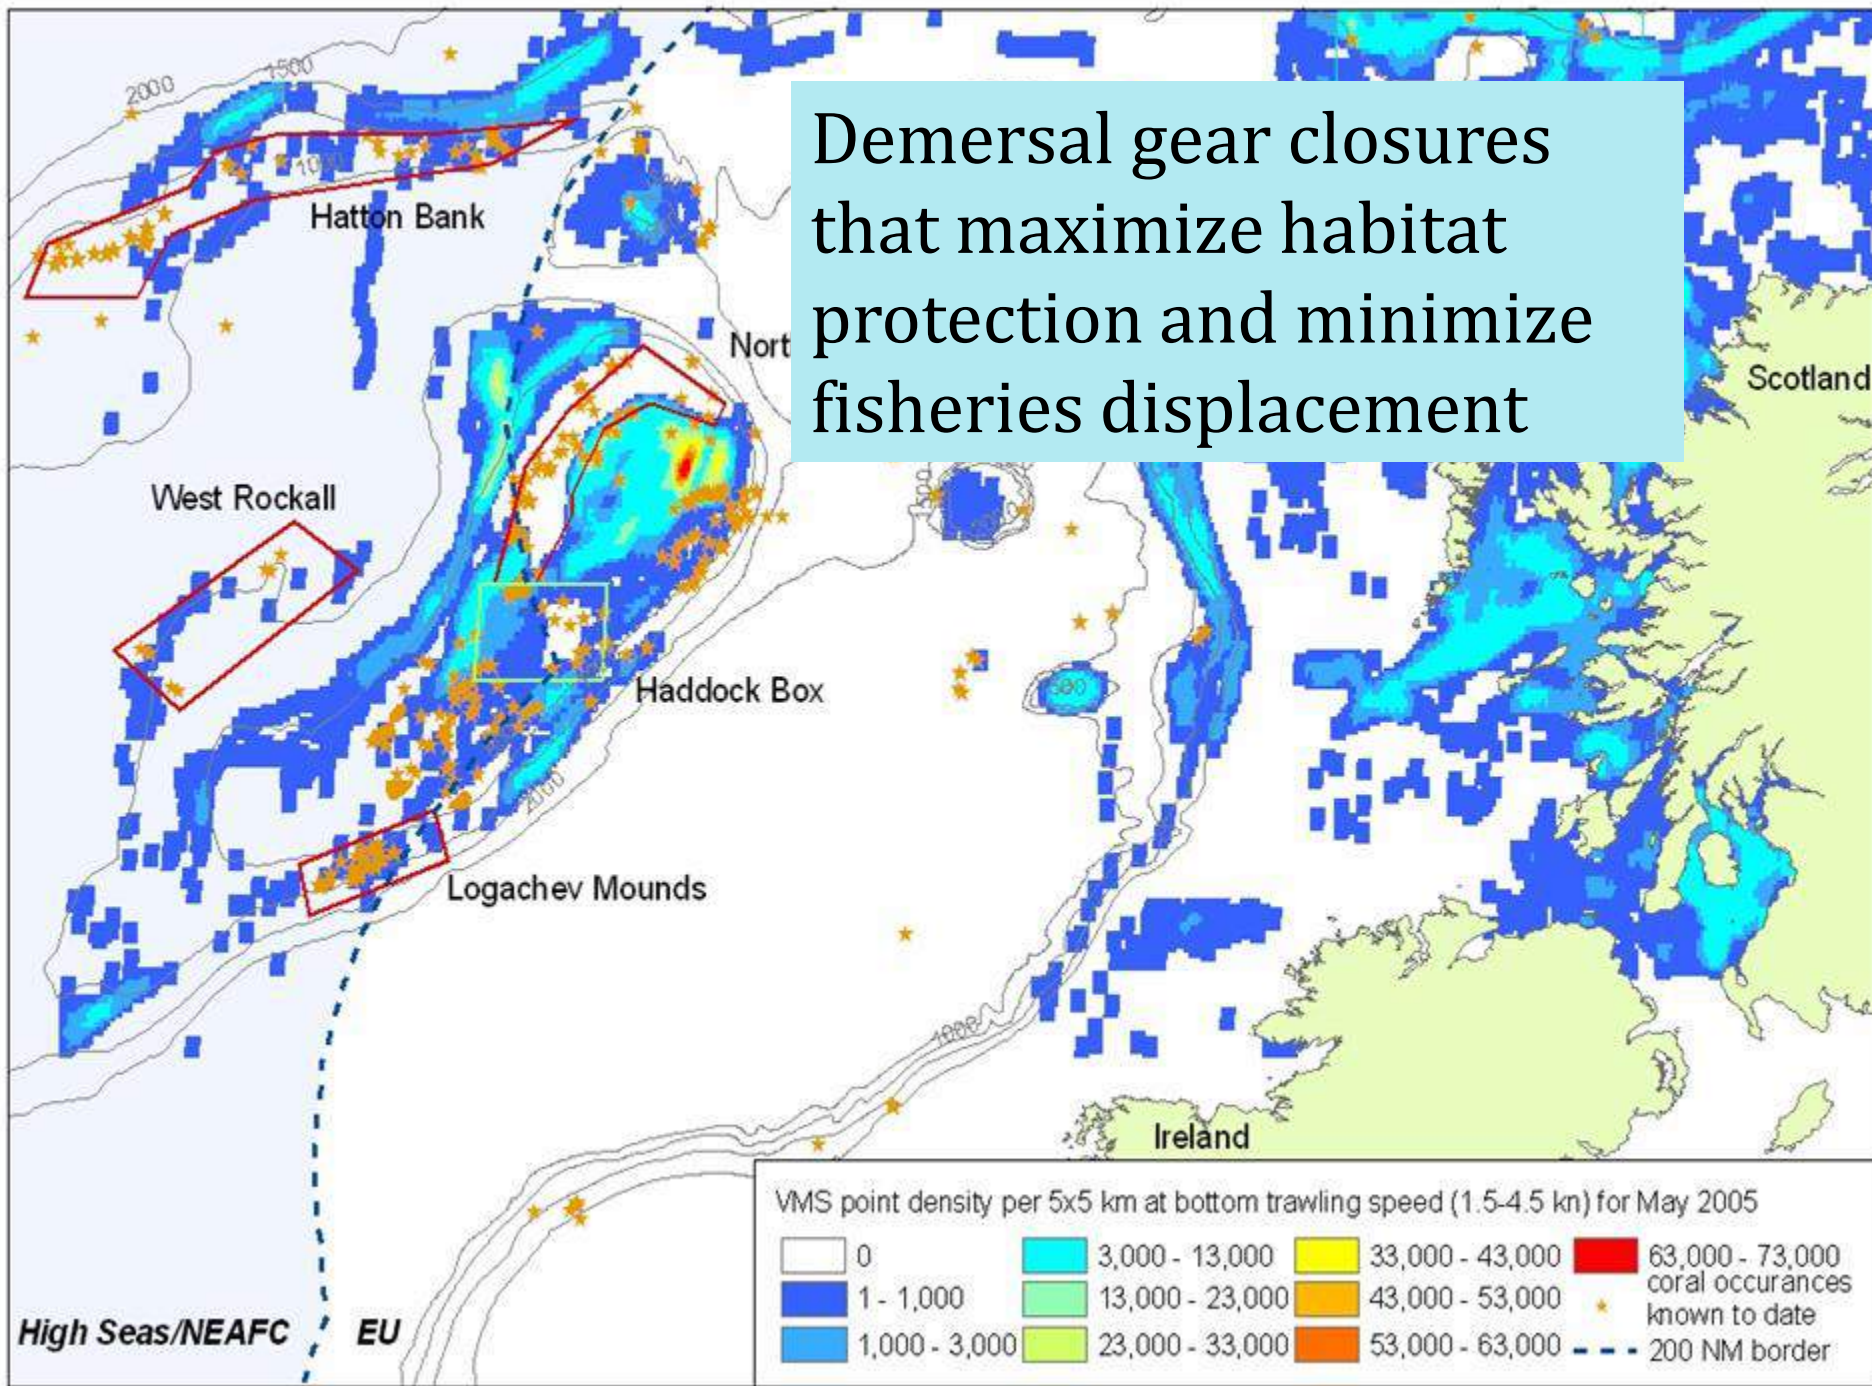 2000
1500
Demersal gear closures
that maximize habitat
protection and minimize
fisheries displacement
Hatton Bank
Nort
Scotland
West Rockall
500
Haddock Box
2000
Logachev Mounds
1000
Ireland
VMS point density per 5x5 km at bottom trawling speed (1.5-4.5 kn) for May 2005
0
1 - 1,000
1,000 - 3,000
3,000 - 13,000
13,000 - 23,000
23,000 - 33,000
33,000 - 43,000
43,000 - 53,000
53,000 - 63,000
63,000 - 73,000
coral occurances
known to date
200 NM border
High Seas/NEAFC
EU